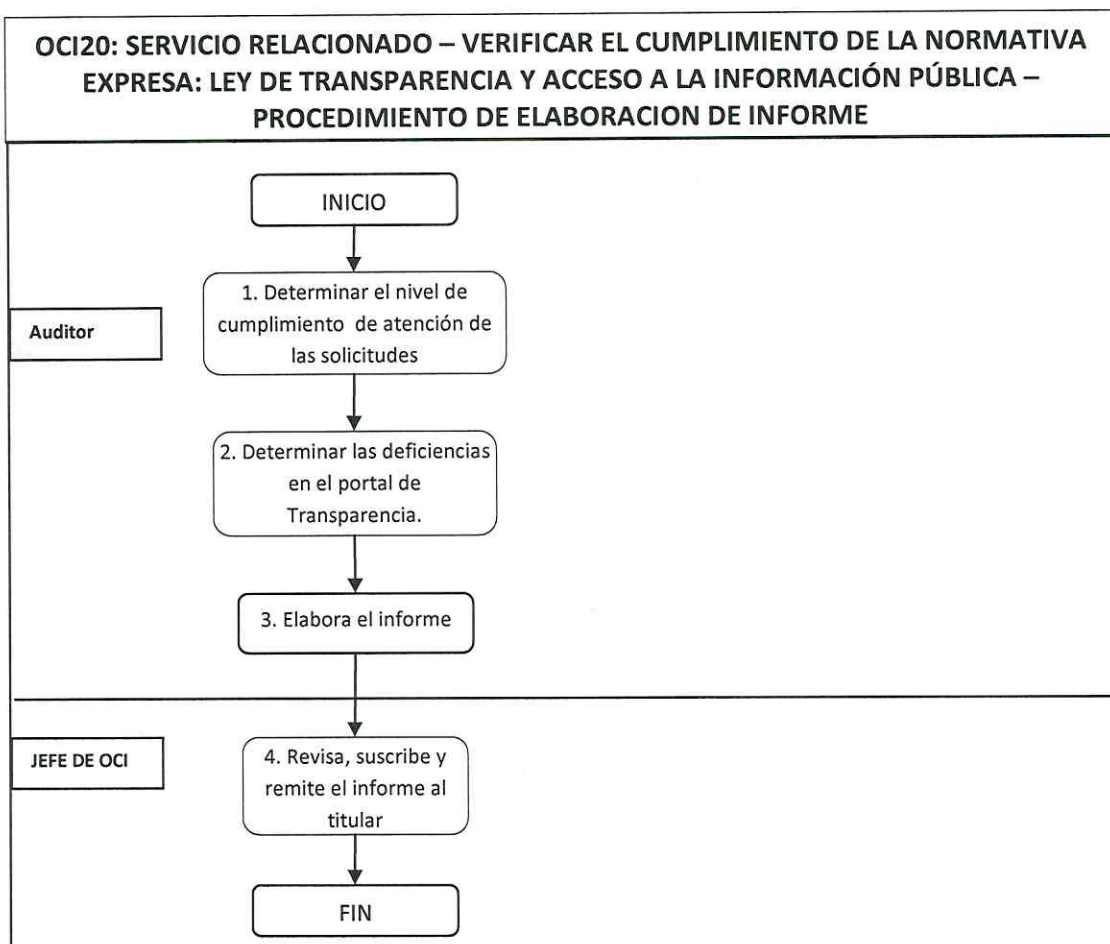 OCI20: SERVICIO RELACIONADO – VERIFICAR EL CUMPLIMIENTO DE LA NORMATIVA
EXPRESA: LEY DE TRANSPARENCIA Y ACCESO A LA INFORMACIÓN PÚBLICA –
PROCEDIMIENTO DE ELABORACION DE INFORME
INICIO
Auditor
1. Determinar el nivel de
cumplimiento de atención de
las solicitudes
2. Determinar las deficiencias
en el portal de
Transparencia.
3. Elabora el informe
JEFE DE OCI
4. Revisa, suscribe y
remite el informe al
titular
FIN